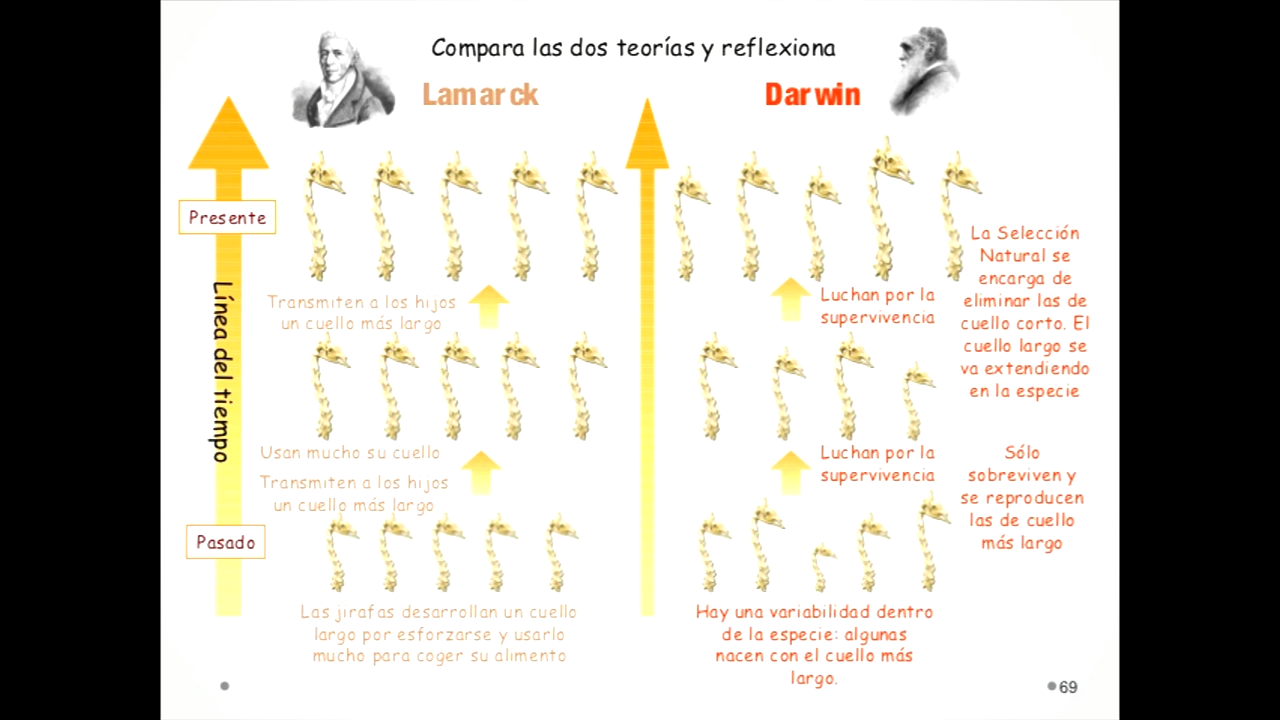 Compara las dos teorías y reflexiona
Lamarck
Darwin
Presente
Línea del tiempo
Pasado
Transmiten a los hijos
un cuello más largo
Usan mucho su cuello
Transmiten a los hijos
un cuello más largo
Las jirafas desarrollan un cuello
largo por esforzarse y usarlo
mucho para coger su alimento
Luchan por la
supervivencia
La Selección
Natural se
encarga de
eliminar las de
cuello corto. El
cuello largo se
va extendiendo
en la especie
Luchan por la
supervivencia
Sólo
sobreviven y
se reproducen
las de cuello
más largo
Hay una variabilidad dentro
de la especie: algunas
nacen con el cuello más
largo.
69